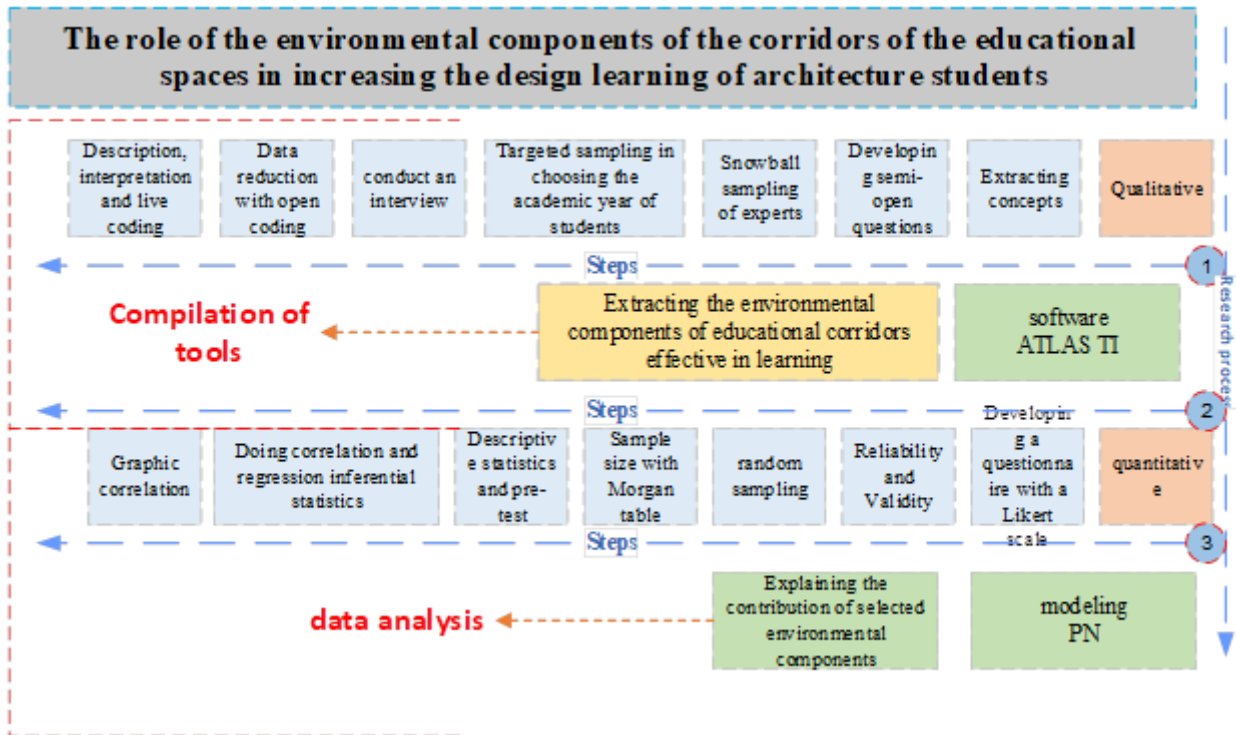 The role of the environmental components of the corridors of the educational
spaces in increasing the design learning of architecture students
Description,
interpretation
and live
coding
Data
reduction
with open
coding
conduct an
interview
Targeted sampling in
choosing the
academic year of
students
Snowball
sampling
of experts
Developin
g semi-
open
questions
Extracting
concepts
Qualitative
Steps
1
Research process
Compilation of
tools
Extracting the environmental
components of educational corridors
effective in learning
software
ATLAS TI
Steps
2
Graphic
correlation
Doing correlation and
regression inferential
statistics
Descriptiv
e statistics
and pre-
test
Sample
size with
Morgan
table
random
sampling
Reliability
and
Validity
Developin
g a
questionna
ire with a
Likert
scale
quantitativ
e
Steps
3
data analysis
Explaining the
contribution of selected
environmental
components
modeling
PN